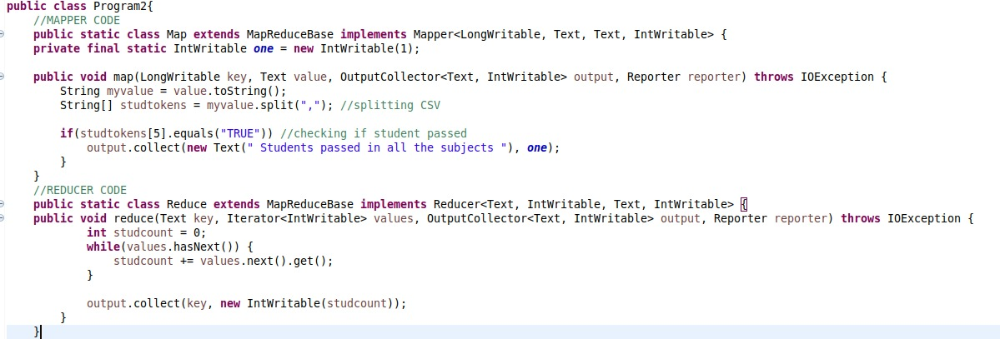 public class Program2{
    //MAPPER CODE
    public static class Map extends MapReduceBase implements Mapper<LongWritable, Text, Text, IntWritable> {
    private final static IntWritable one = new IntWritable(1);

    public void map(LongWritable key, Text value, OutputCollector<Text, IntWritable> output, Reporter reporter) throws IOException {
        String myvalue = value.toString();
        String[] studtokens = myvalue.split(","); //splitting CSV

        if(studtokens[5].equals("TRUE")) //checking if student passed
            output.collect(new Text(" Students passed in all the subjects "), one);
        }
    }
    //REDUCER CODE
    public static class Reduce extends MapReduceBase implements Reducer<Text, IntWritable, Text, IntWritable> {
    public void reduce(Text key, Iterator<IntWritable> values, OutputCollector<Text, IntWritable> output, Reporter reporter) throws IOException {
            int studcount = 0;
            while(values.hasNext()) {
                studcount += values.next().get();
            }

            output.collect(key, new IntWritable(studcount));
        }
    }